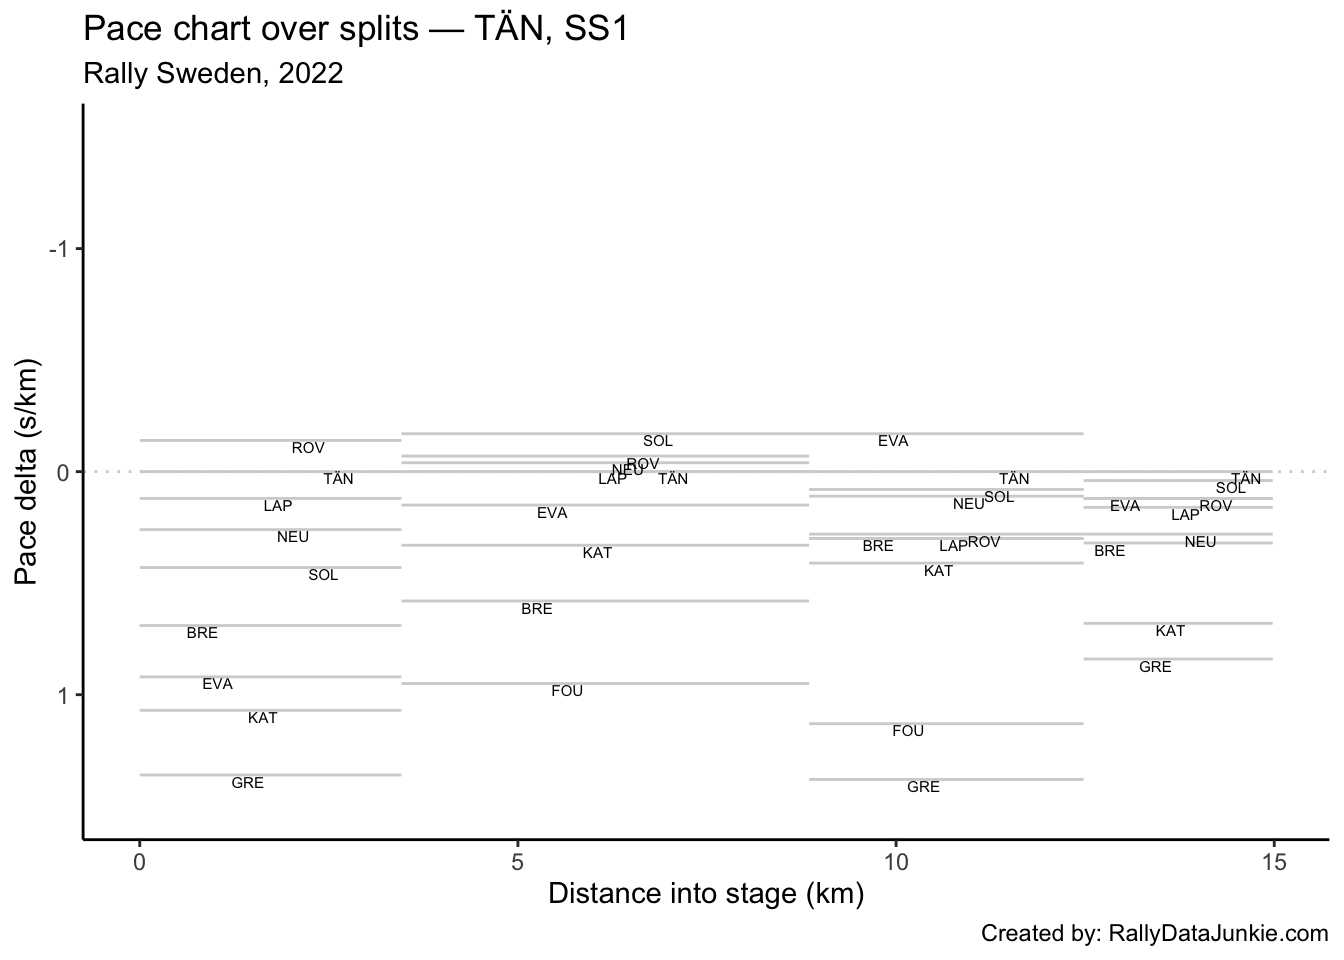 Pace chart over splits — TÄN, SS1
Rally Sweden, 2022
Pace delta (s/km)
-1
0
1
ROV
TÄN
LAP
NEU
SOL
BRE
EVA
KAT
GRE
SOL
ROV
NEU
LAP TÄN
EVA
KAT
BRE
FOU
EVA
TÄN
SOL
NEU
ROV
BRE LAP
KAT
FOU
GRE
TÄN
SOL
EVA ROV
LAP
NEU
BRE
KAT
GRE
0 5 10 15
Distance into stage (km)
Created by: RallyDataJunkie.com